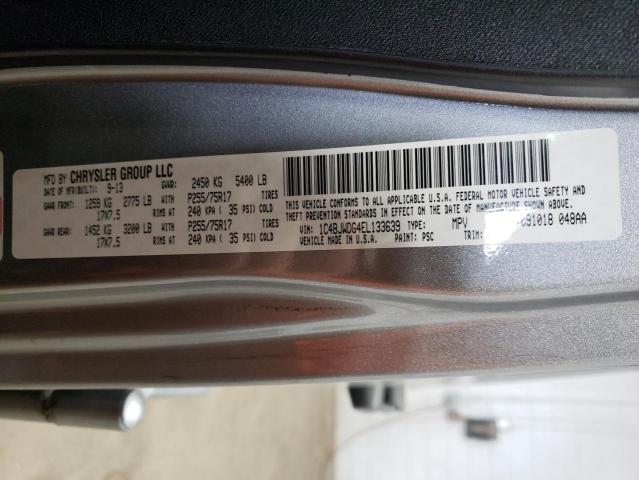 MFD BY CHRYSLER GROUP LLC
DATE OF MFR(BUILT): 9-13 GVWR: 2450 KG 5400 LB
GAWR FRONT: 1259 KG 2775 LB WITH P255/75R17 TIRES
17X7.5 RIMS AT 240 KPA ( 35 PSI) COLD
GAWR REAR: 1452 KG 3200 LB WITH P255/75R17 TIRES
17X7.5 RIMS AT 240 KPA ( 35 PSI) COLD
THIS VEHICLE CONFORMS TO ALL APPLICABLE U.S.A. FEDERAL MOTOR VEHICLE SAFETY AND
THEFT PREVENTION STANDARDS IN EFFECT ON THE DATE OF MANUFACTURE SHOWN ABOVE.
VIN: 1C4BJWDG4EL133639 TYPE: MPV 048AA
VEHICLE MADE IN U.S.A. PAINT: PSC TRIM: